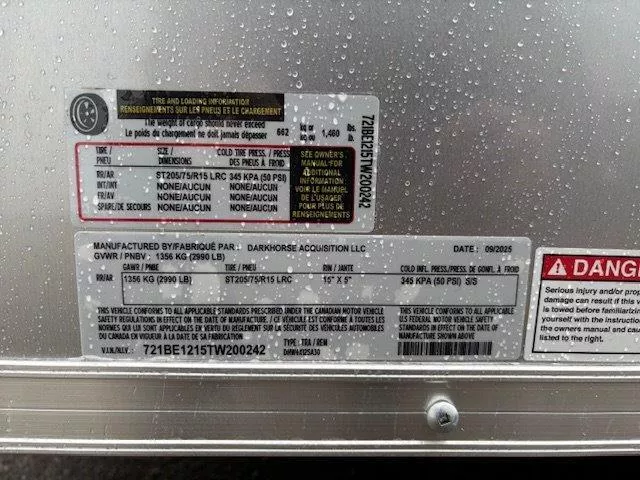 TIRE AND LOADING INFORMATION
RENSEIGNEMENTS SUR LES PNEUS ET LE CHARGEMENT
The weight of cargo should never exceed
Le poids du chargement ne doit jamais dépasser 662 kg or kg ou 1,460 lbs. lb.
TIRE / PNEU SIZE / DIMENSIONS COLD TIRE PRESS. / PRESS DES PNEUS À FROID
RR/AR ST205/75/R15 LRC 345 KPA (50 PSI)
INT/INT NONE/AUCUN NONE/AUCUN
FR/AV NONE/AUCUN NONE/AUCUN
SPARE/DE SECOURS NONE/AUCUN NONE/AUCUN
SEE OWNER'S
MANUAL FOR
ADDITIONAL
INFORMATION
VOIR LE MANUEL
DE L'USAGER
POUR PLUS DE
RENSEIGNEMENTS
721BE1215TW200242
MANUFACTURED BY/FABRIQUÉ PAR : DARKHORSE ACQUISITION LLC DATE : 09/2025
GVWR / PNBV : 1356 KG (2990 LB)
GAWR / PNBE TIRE / PNEU RIM / JANTE COLD INFL. PRESS./PRESS. DE GONFL. À FROID
RR/AR 1356 KG (2990 LB) ST205/75/R15 LRC 15" X 5" 345 KPA (50 PSI) S/S
THIS VEHICLE CONFORMS TO ALL APPLICABLE STANDARDS PRESCRIBED UNDER THE CANADIAN MOTOR VEHICLE
SAFETY REGULATIONS IN EFFECT ON THE DATE OF MANUFACTURE. / CE VÉHICULE EST CONFORME À TOUTES LES
NORMES QUI LUI SONT APPLICABLES EN VERTU DU RÈGLEMENT SUR LA SÉCURITÉ DES VÉHICULES AUTOMOBILES
DU CANADA EN VIGUEUR À LA DATE DE SA FABRICATION
THIS VEHICLE CONFORMS TO ALL APPLICABLE
U.S FEDERAL MOTOR VEHICLE SAFETY
STANDARDS IN EFFECT ON THE DATE OF
MANUFACTURE SHOWN ABOVE.
V.I.N./N.I.V. : 721BE1215TW200242 TYPE : TRA / REM
DANG
Serious injury and/or proper
damage can result if this v
is towed before familiarizin
yourself with the instructio
the owners manual and cau
listed to the right.